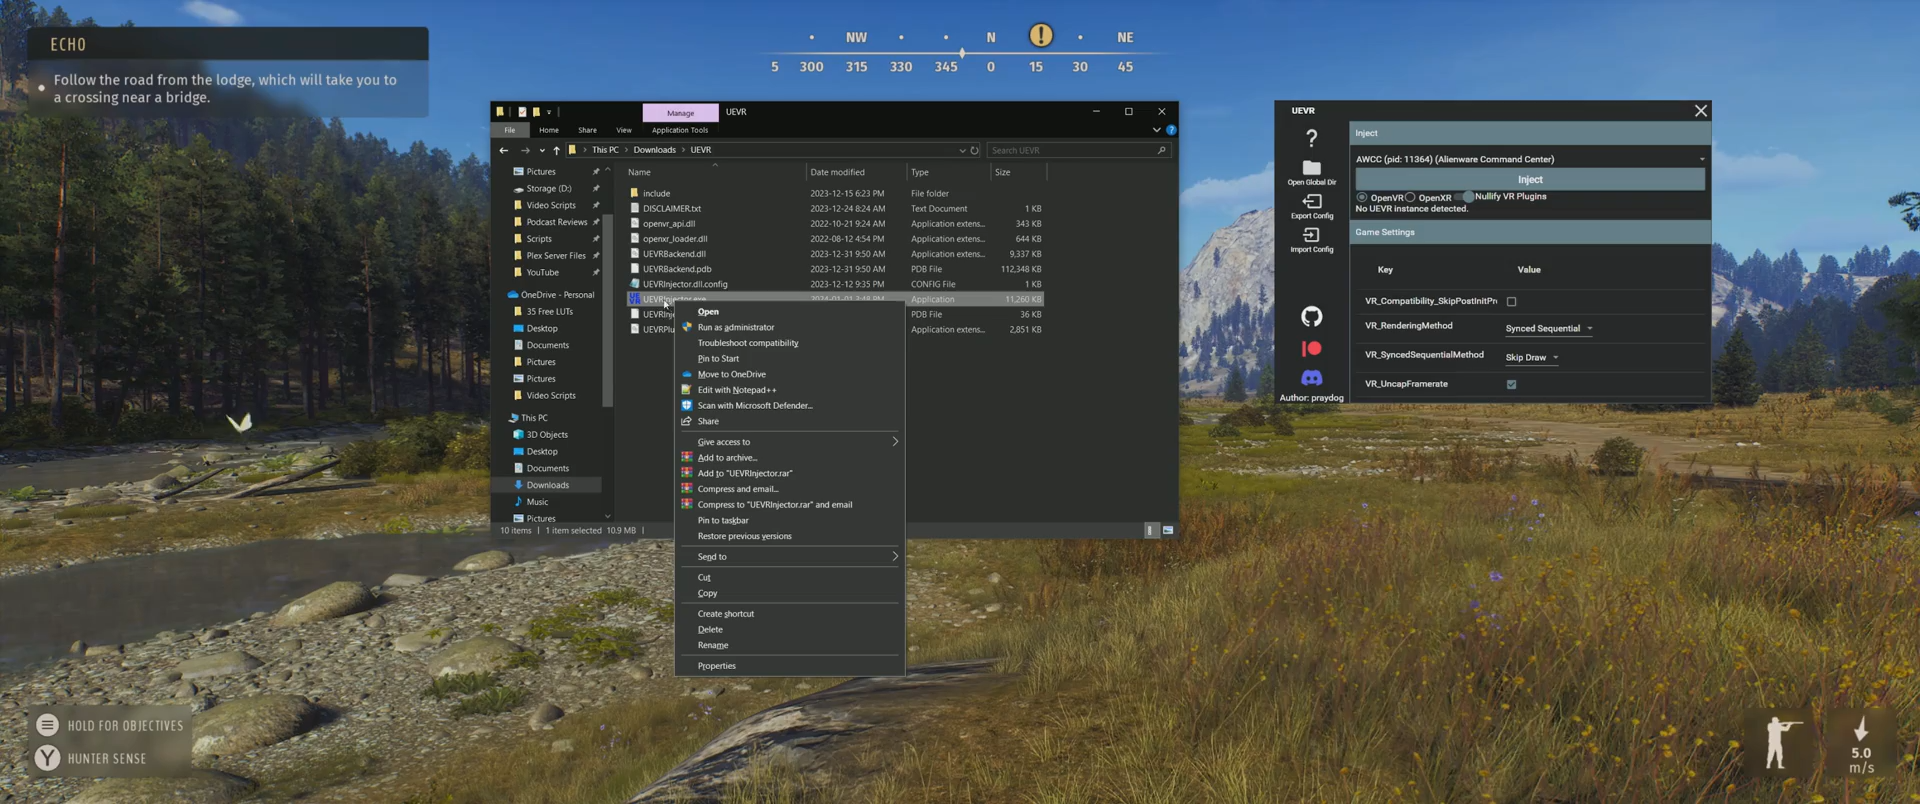 ECHO
Follow the road from the lodge, which will take you to
a crossing near a bridge.
NW N NE
5 300 315 330 345 0 15 30 45
Manage UEVR
File Home Share View Application Tools
This PC Downloads UEVR
Search UEVR
Name Date modified Type Size
Pictures
Storage (D:)
Video Scripts
Podcast Reviews
Scripts
Plex Server Files
YouTube
OneDrive - Personal
35 Free LUTs
Desktop
Documents
Pictures
Pictures
Video Scripts
This PC
3D Objects
Desktop
Documents
Downloads
Music
Pictures
include 2023-12-15 6:23 PM File folder
DISCLAIMER.txt 2023-12-24 8:24 AM Text Document 1 KB
openvr_api.dll 2023-10-21 9:24 AM Application extens... 343 KB
openxr_loader.dll 2022-08-12 4:54 PM Application extens... 644 KB
UEVRBackend.dll 2023-12-31 9:50 AM Application extens... 9,337 KB
UEVRBackend.pdb 2023-12-31 9:50 AM PDB File 112,348 KB
UEVRInjector.dll.config 2023-12-12 9:35 PM CONFIG File 1 KB
UEVRInjector.exe 2024-01-01 3:48 PM Application 11,260 KB
UEVRInj PDB File 36 KB
UEVRPlu Application extens... 2,851 KB
Open
Run as administrator
Troubleshoot compatibility
Pin to Start
Move to OneDrive
Edit with Notepad++
Scan with Microsoft Defender...
Share
Give access to
Add to archive...
Add to "UEVRInjector.rar"
Compress and email...
Compress to "UEVRInjector.rar" and email
Pin to taskbar
Restore previous versions
Send to
Cut
Copy
Create shortcut
Delete
Rename
Properties
10 items 1 item selected 10.9 MB
UEVR
Open Global Dir
Export Config
Import Config
Author: praydog
Inject
AWCC (pid: 11364) (Alienware Command Center)
Inject
OpenVR OpenXR Nullify VR Plugins
No UEVR instance detected.
Game Settings
Key Value
VR_Compatibility_SkipPostInitPr
VR_RenderingMethod Synced Sequential
VR_SyncedSequentialMethod Skip Draw
VR_UncapFramerate
HOLD FOR OBJECTIVES
Y HUNTER SENSE
5.0
m/s